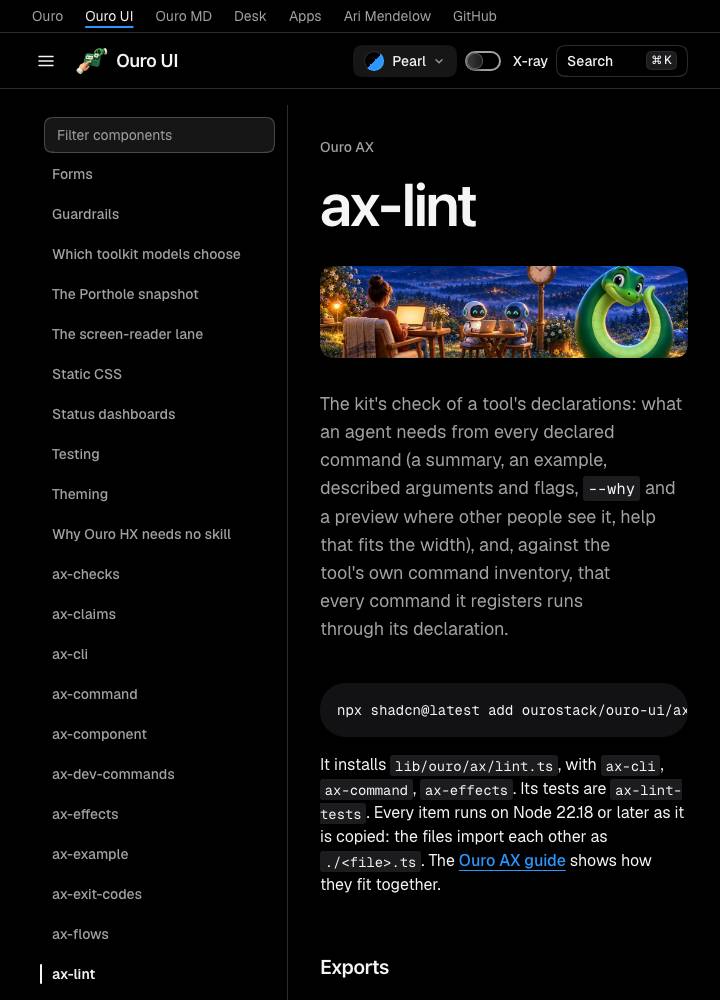 Ouro Ouro UI Ouro MD Desk Apps Ari Mendelow GitHub
Ouro UI Pearl X-ray Search ⌘ K
Filter components
Forms
Guardrails
Which toolkit models choose
The Porthole snapshot
The screen-reader lane
Static CSS
Status dashboards
Testing
Theming
Why Ouro HX needs no skill
ax-checks
ax-claims
ax-cli
ax-command
ax-component
ax-dev-commands
ax-effects
ax-example
ax-exit-codes
ax-flows
ax-lint
Ouro AX
ax-lint
The kit's check of a tool's declarations: what
an agent needs from every declared
command (a summary, an example,
described arguments and flags, --why and
a preview where other people see it, help
that fits the width), and, against the
tool's own command inventory, that
every command it registers runs
through its declaration.
npx shadcn@latest add ourostack/ouro-ui/ax
It installs lib/ouro/ax/lint.ts, with ax-cli,
ax-command, ax-effects. Its tests are ax-lint-
tests. Every item runs on Node 22.18 or later as it
is copied: the files import each other as
./<file>.ts. The Ouro AX guide shows how
they fit together.
Exports